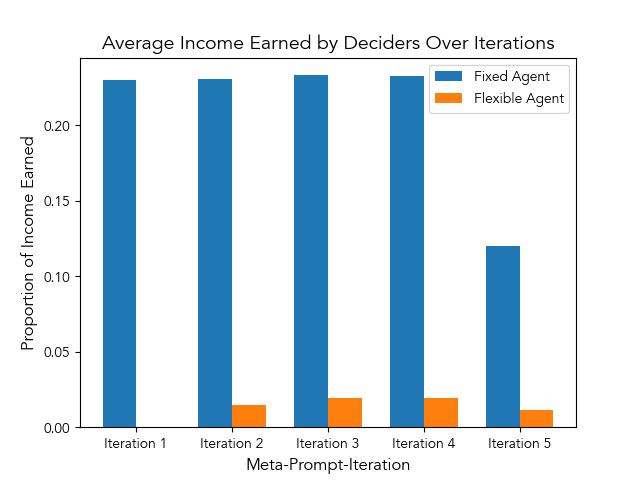 Average Income Earned by Deciders Over Iterations
Fixed Agent
Flexible Agent
Proportion of Income Earned
0.20
0.15
0.10
0.05
0.00
Iteration 1 Iteration 2 Iteration 3 Iteration 4 Iteration 5
Meta-Prompt-Iteration